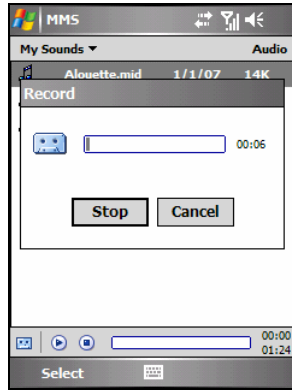 MMS
My Sounds Audio
Alouette.mid 1/1/07 14K
Record
00:06
Stop Cancel
00:00
01:24
Select